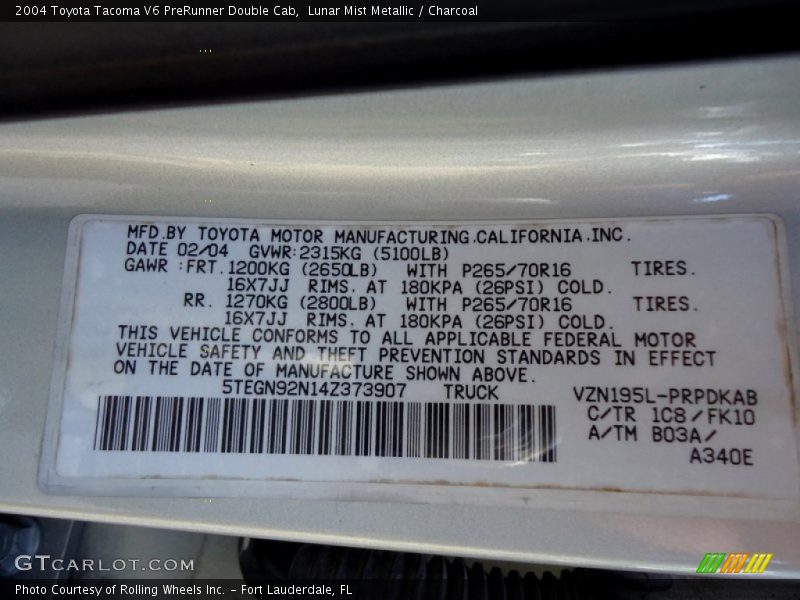 2004 Toyota Tacoma V6 PreRunner Double Cab,  Lunar Mist Metallic / Charcoal
MFD.BY TOYOTA MOTOR MANUFACTURING.CALIFORNIA.INC.
DATE 02/04 GVWR:2315KG (5100LB)
GAWR :FRT. 1200KG (2650LB) WITH P265/70R16 TIRES.
16X7JJ RIMS. AT 180KPA (26PSI) COLD.
RR. 1270KG (2800LB) WITH P265/70R16 TIRES.
16X7JJ RIMS. AT 180KPA (26PSI) COLD.
THIS VEHICLE CONFORMS TO ALL APPLICABLE FEDERAL MOTOR
VEHICLE SAFETY AND THEFT PREVENTION STANDARDS IN EFFECT
ON THE DATE OF MANUFACTURE SHOWN ABOVE.
5TEGN92N14Z373907 TRUCK VZN195L-PRPDKAB
C/TR 1C8/FK10
A/TM B03A/
A340E
GTCARLOT.COM
Photo Courtesy of Rolling Wheels Inc. – Fort Lauderdale, FL